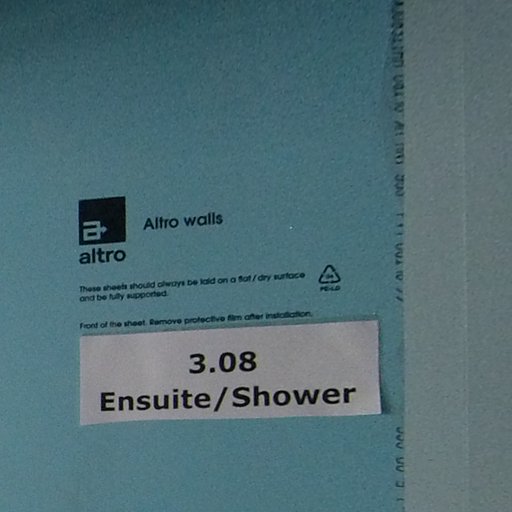 a
Altro walls
altro
These sheets should always be laid on a flat / dry surface
and be fully supported.
04
PE-LD
Front of the sheet. Remove protective film after installation.
3.08
Ensuite/Shower